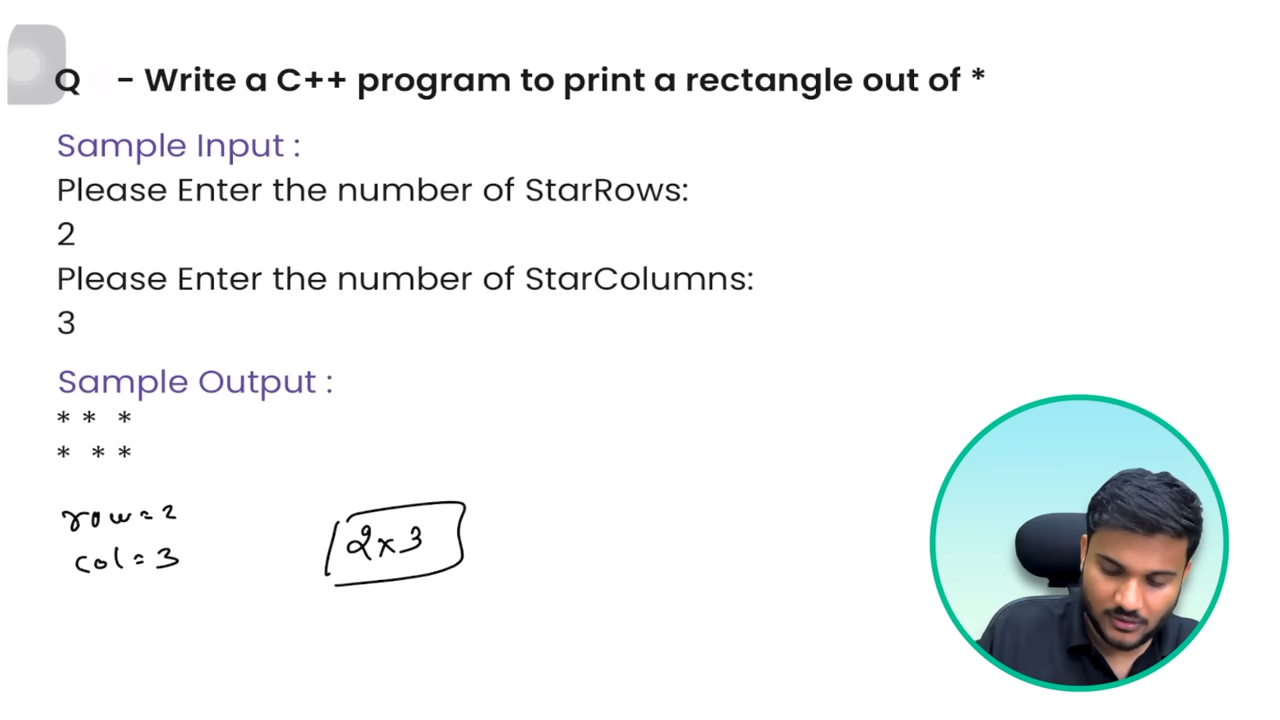 Q - Write a C++ program to print a rectangle out of *
Sample Input :
Please Enter the number of StarRows:
2
Please Enter the number of StarColumns:
3
Sample Output :
* * *
* * *
row = 2
col = 3
2x3